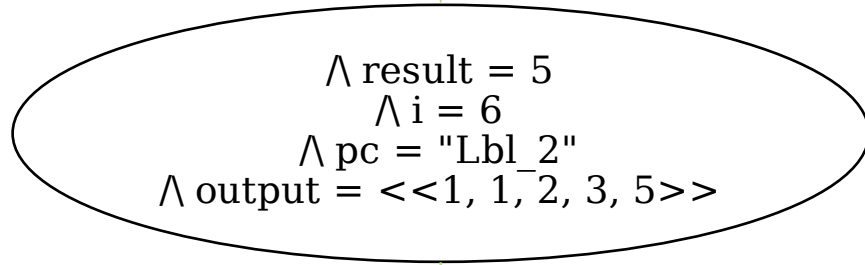 /\ result = 5
/\ i = 6
/\ pc = "Lbl_2"
/\ output = <<1, 1, 2, 3, 5>>